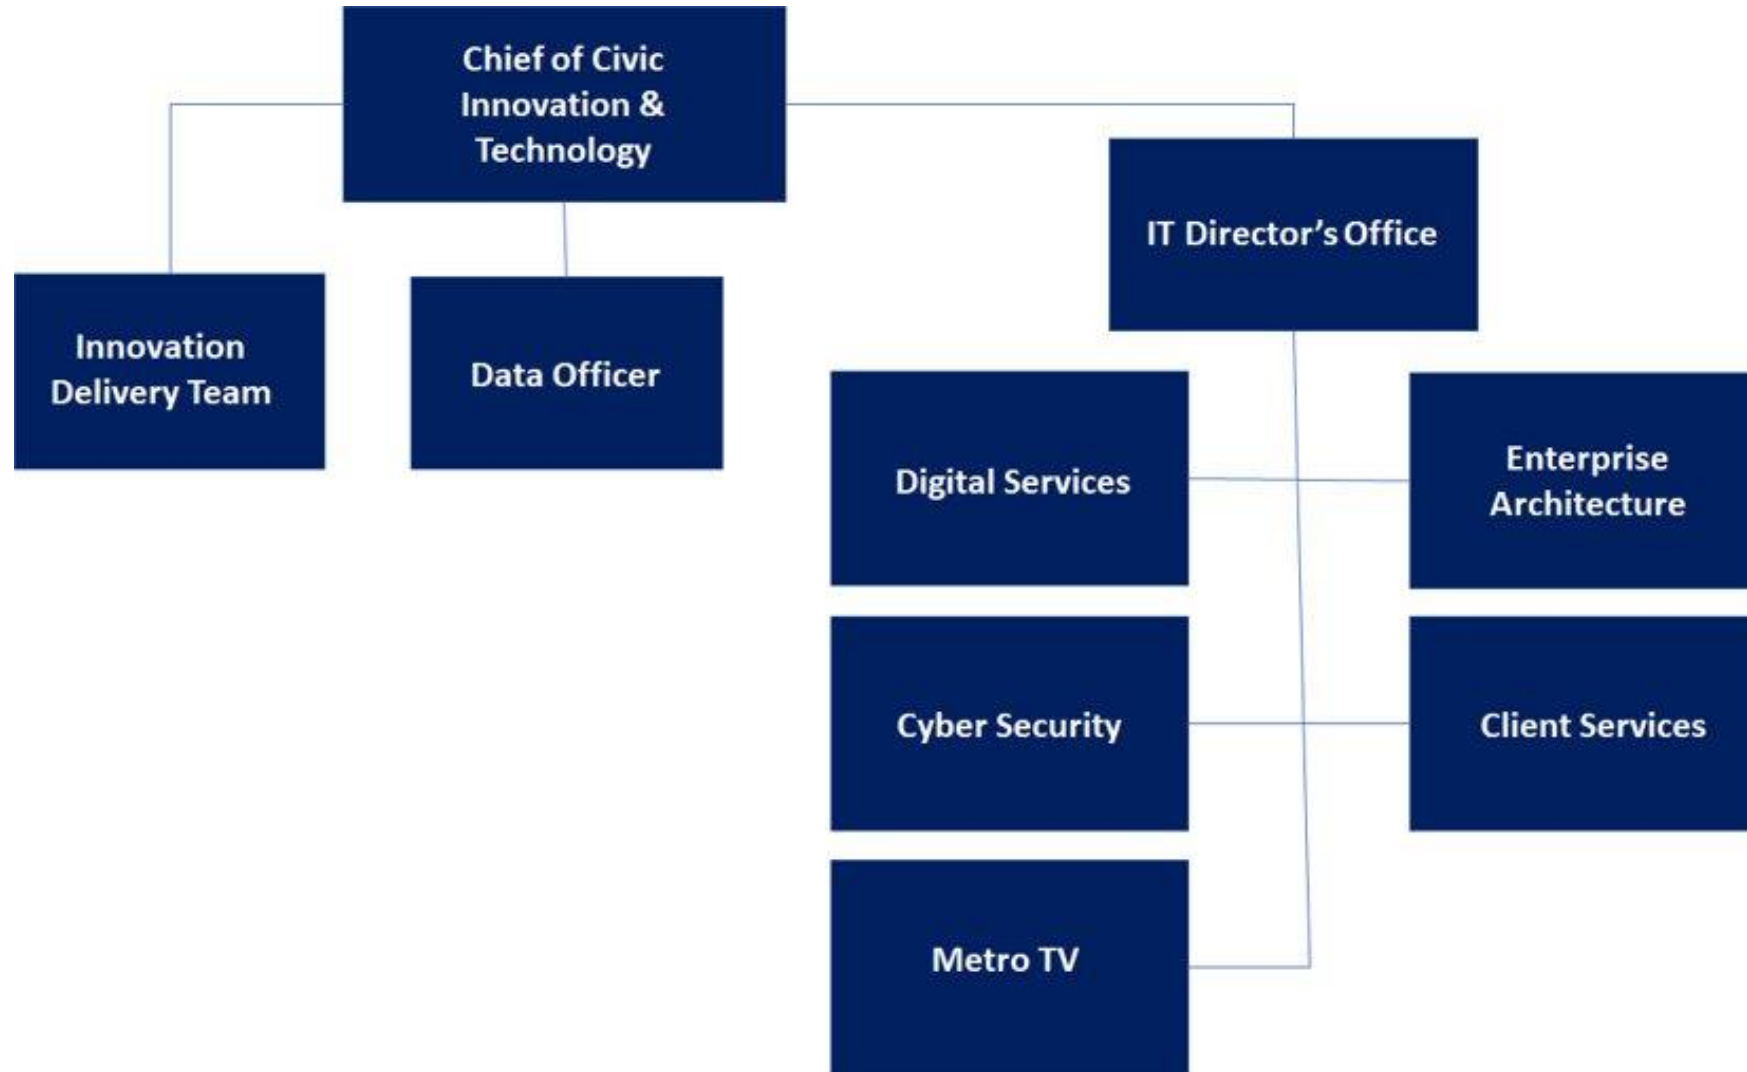 Chief of Civic
Innovation &
Technology
IT Director's Office
Innovation
Delivery Team
Data Officer
Digital Services
Enterprise
Architecture
Cyber Security
Client Services
Metro TV